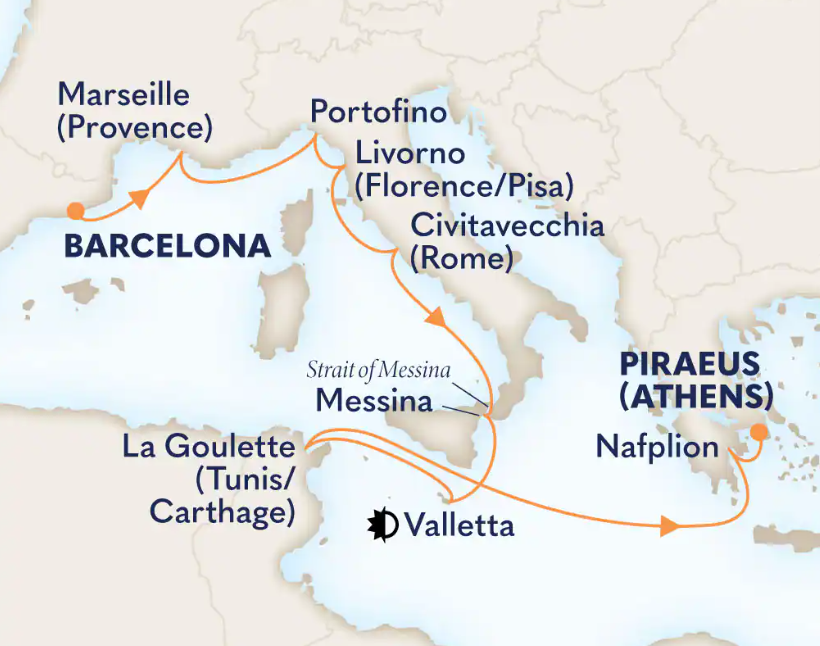 Marseille
(Provence)
Portofino
Livorno
(Florence/Pisa)
Civitavecchia
(Rome)
BARCELONA
Strait of Messina
Messina
PIRAEUS
(ATHENS)
Nafplion
La Goulette
(Tunis/
Carthage)
Valletta